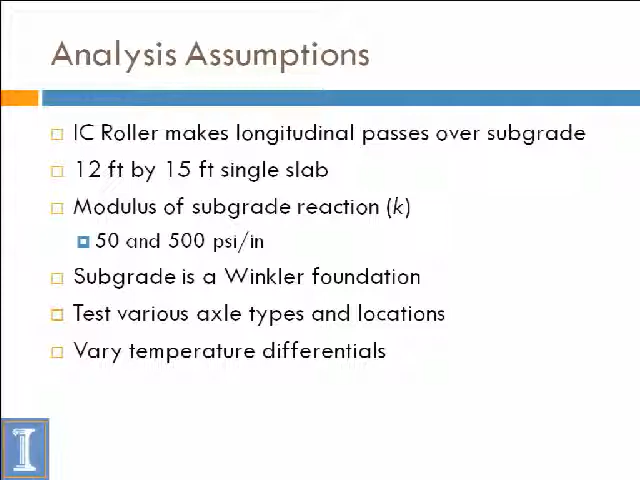 Analysis Assumptions
IC Roller makes longitudinal passes over subgrade
12 ft by 15 ft single slab
Modulus of subgrade reaction (k)
50 and 500 psi/in
Subgrade is a Winkler foundation
Test various axle types and locations
Vary temperature differentials
I